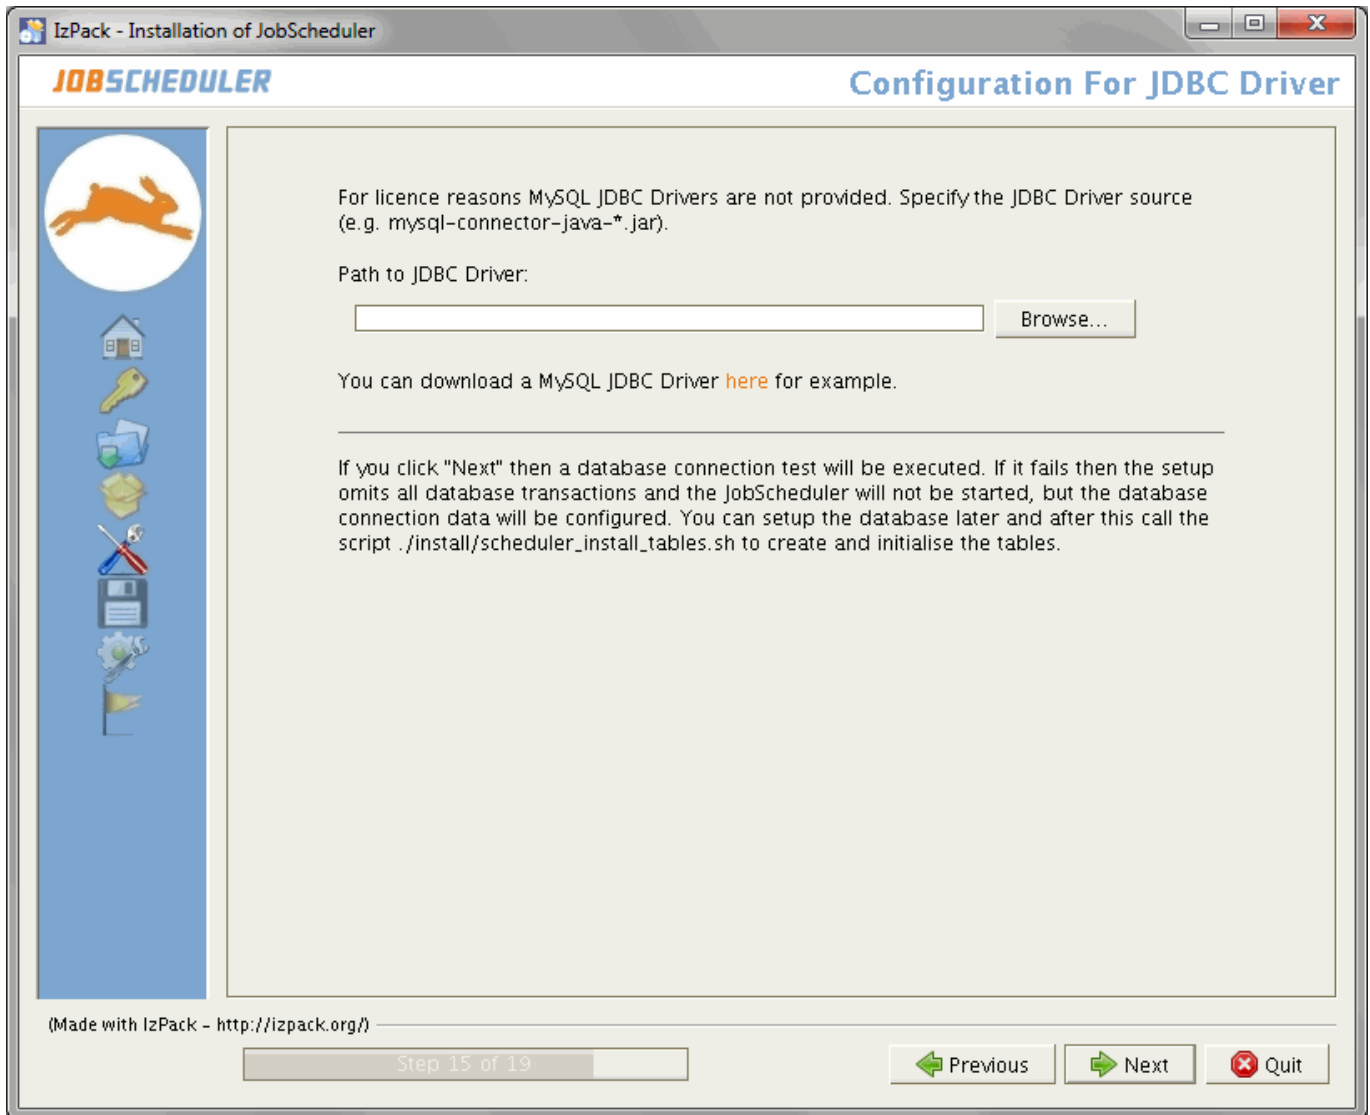 IzPack - Installation of JobScheduler
JOBSCHEDULER
Configuration For JDBC Driver
For licence reasons MySQL JDBC Drivers are not provided. Specify the JDBC Driver source
(e.g. mysql-connector-java-*.jar).
Path to JDBC Driver:
Browse...
You can download a MySQL JDBC Driver here for example.
If you click "Next" then a database connection test will be executed. If it fails then the setup
omits all database transactions and the JobScheduler will not be started, but the database
connection data will be configured. You can setup the database later and after this call the
script ./install/scheduler_install_tables.sh to create and initialise the tables.
(Made with IzPack - http://izpack.org/)
Step 15 of 19
Previous
Next
Quit